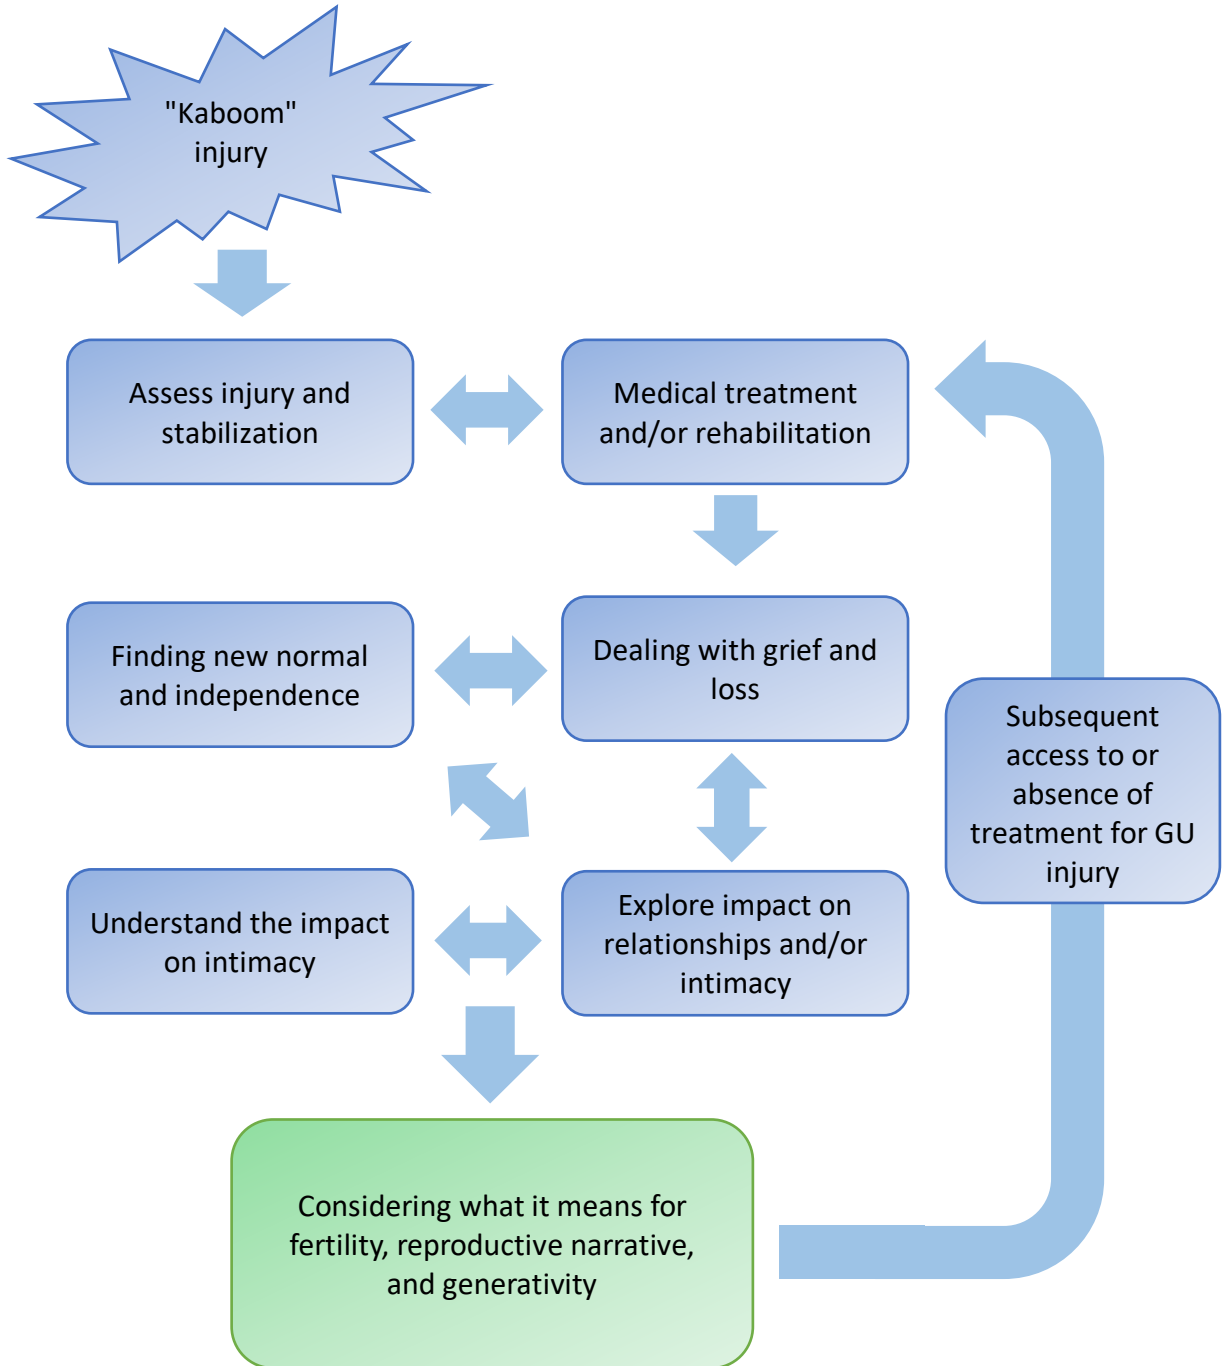 "Kaboom"
injury
Assess injury and
stabilization
Medical treatment
and/or rehabilitation
Finding new normal
and independence
Dealing with grief and
loss
Subsequent
access to or
absence of
treatment for GU
injury
Understand the impact
on intimacy
Explore impact on
relationships and/or
intimacy
Considering what it means for
fertility, reproductive narrative,
and generativity